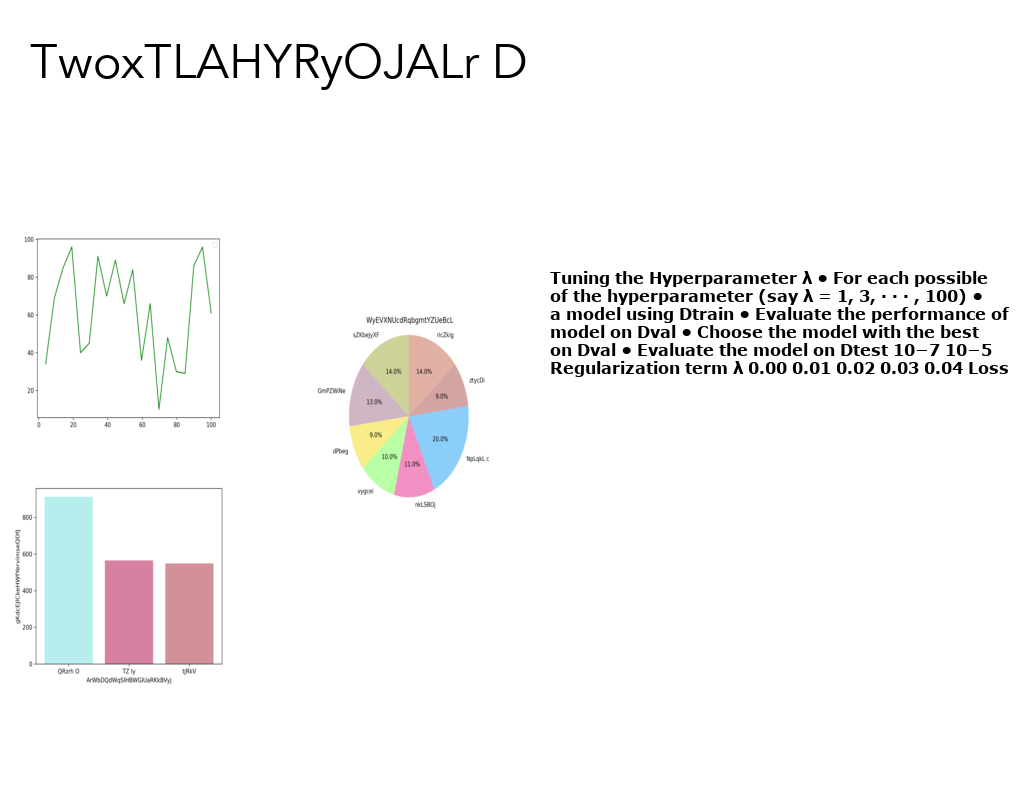 TwoxTLAHYRyOJALr D
100
80
60
40
20
0 20 40 60 80 100
WyEVXNUcdRqbgmtYZUeBcL
sZKbeJyXF ricZkig
14.0% 14.0%
ztycDi
GmPZWiNe 9.0%
13.0%
9.0% 20.0%
dPbeg
10.0% 11.0% NpLqkL c
vygcei
nkLSBOj
Tuning the Hyperparameter λ • For each possible
of the hyperparameter (say λ = 1, 3, · · · , 100) •
a model using Dtrain • Evaluate the performance of
model on Dval • Choose the model with the best
on Dval • Evaluate the model on Dtest 10−7 10−5
Regularization term λ 0.00 0.01 0.02 0.03 0.04 Loss
800
600
400
200
0
QRzrh O TZ ly tjRkV